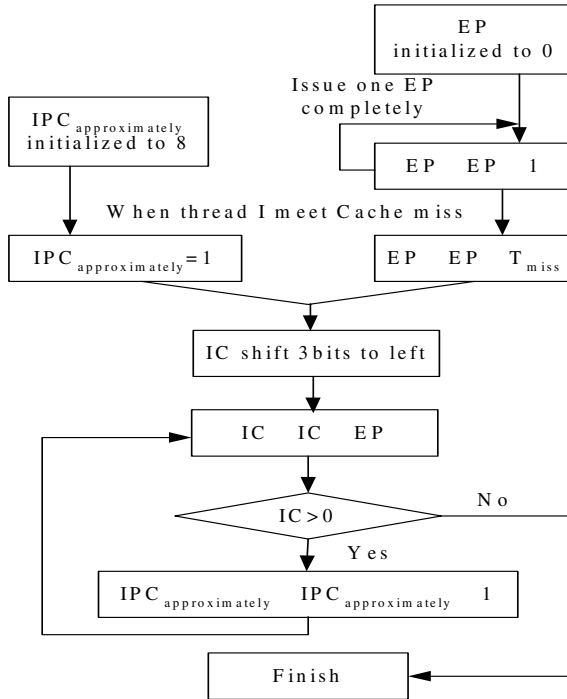 EP
initialized to 0
Issue one EP
completely
IPC approximately
initialized to 8
EP EP 1
When thread I meet Cache miss
IPC approximately = 1
EP EP T miss
IC shift 3bits to left
IC IC EP
IC>0
No
Yes
IPC approximately IPC approximately 1
Finish